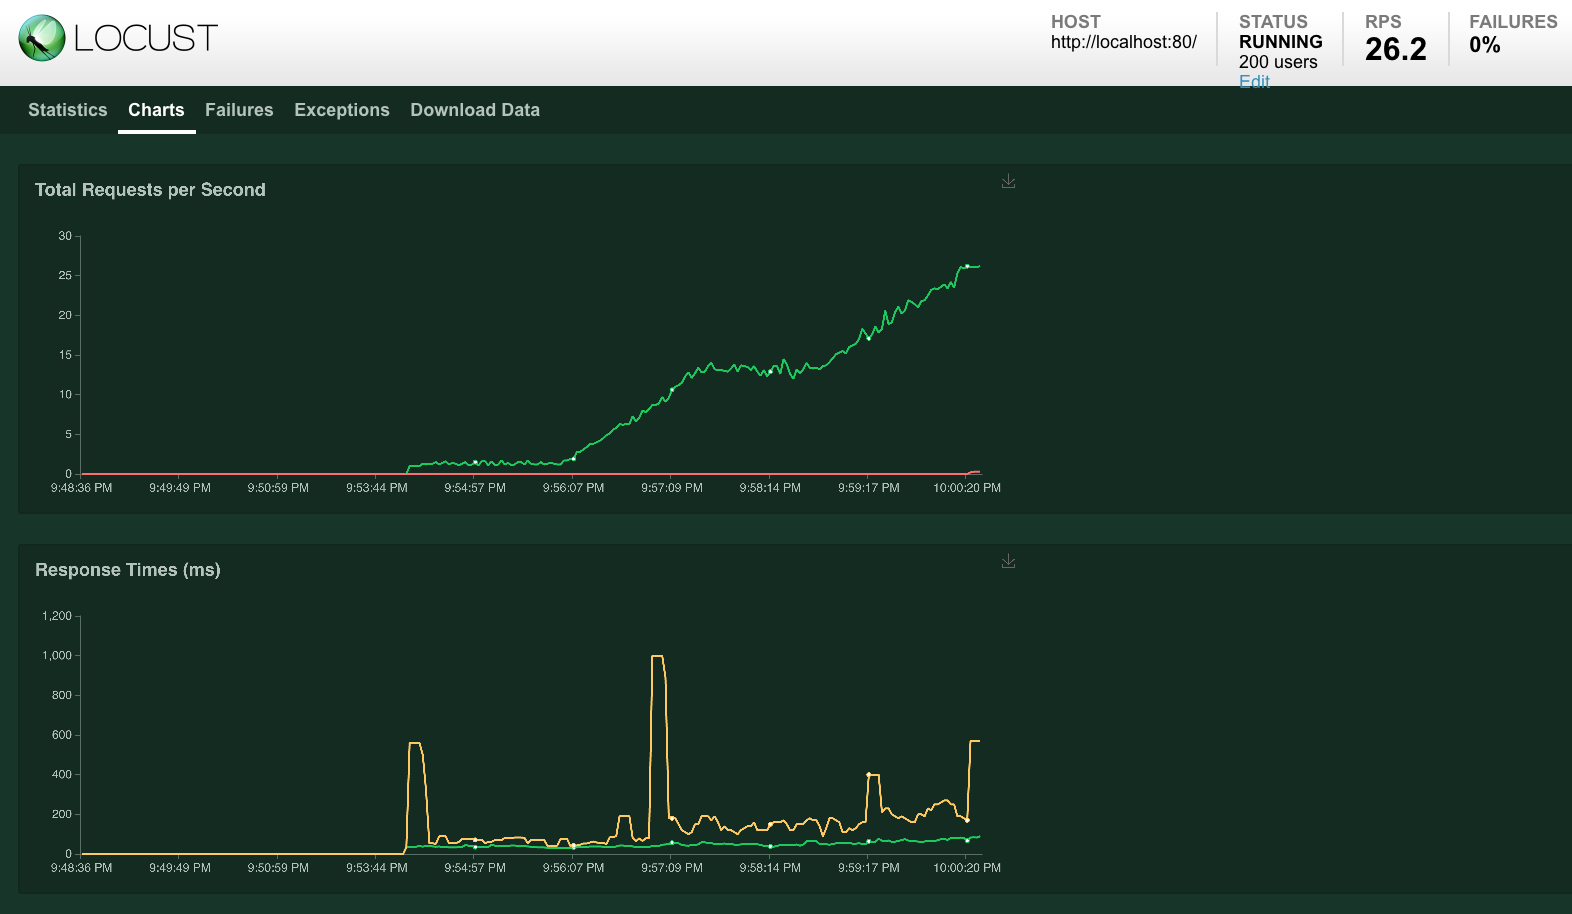 LOCUST
HOST
http://localhost:80/
STATUS
RUNNING
200 users
Edit
RPS
26.2
FAILURES
0%
Statistics Charts Failures Exceptions Download Data
Total Requests per Second
30
25
20
15
10
5
0
9:48:36 PM 9:49:49 PM 9:50:59 PM 9:53:44 PM 9:54:57 PM 9:56:07 PM 9:57:09 PM 9:58:14 PM 9:59:17 PM 10:00:20 PM
Response Times (ms)
1,200
1,000
800
600
400
200
0
9:48:36 PM 9:49:49 PM 9:50:59 PM 9:53:44 PM 9:54:57 PM 9:56:07 PM 9:57:09 PM 9:58:14 PM 9:59:17 PM 10:00:20 PM